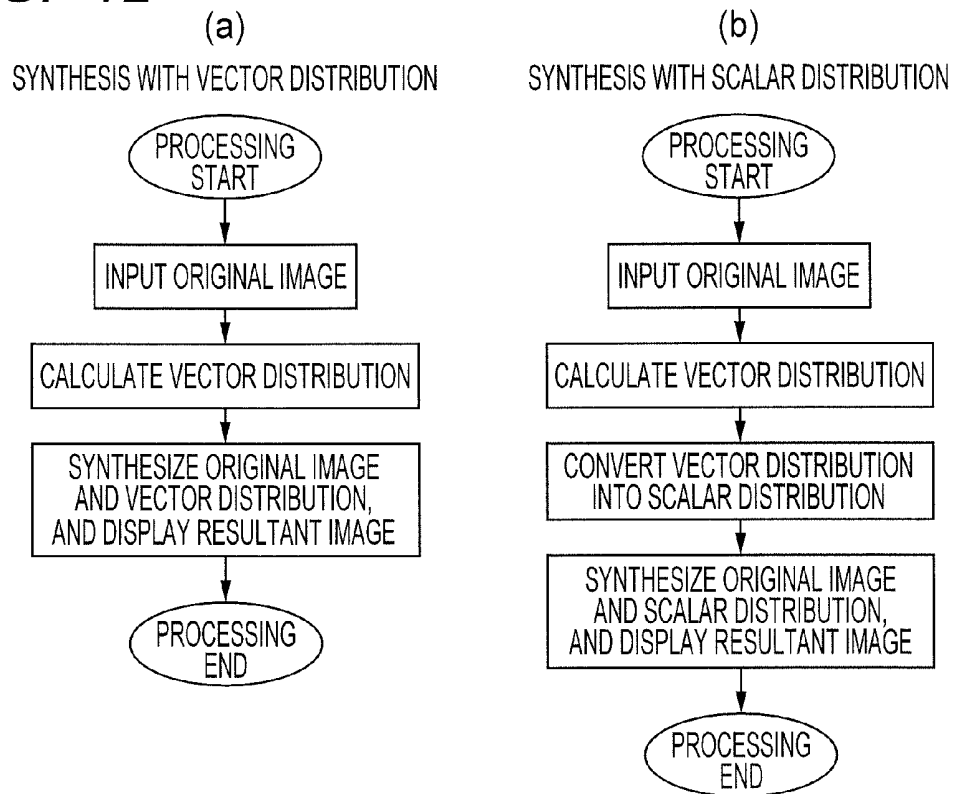 (a)
SYNTHESIS WITH VECTOR DISTRIBUTION
PROCESSING
START
INPUT ORIGINAL IMAGE
CALCULATE VECTOR DISTRIBUTION
SYNTHESIZE ORIGINAL IMAGE
AND VECTOR DISTRIBUTION,
AND DISPLAY RESULTANT IMAGE
PROCESSING
END
(b)
SYNTHESIS WITH SCALAR DISTRIBUTION
PROCESSING
START
INPUT ORIGINAL IMAGE
CALCULATE VECTOR DISTRIBUTION
CONVERT VECTOR DISTRIBUTION
INTO SCALAR DISTRIBUTION
SYNTHESIZE ORIGINAL IMAGE
AND SCALAR DISTRIBUTION,
AND DISPLAY RESULTANT IMAGE
PROCESSING
END